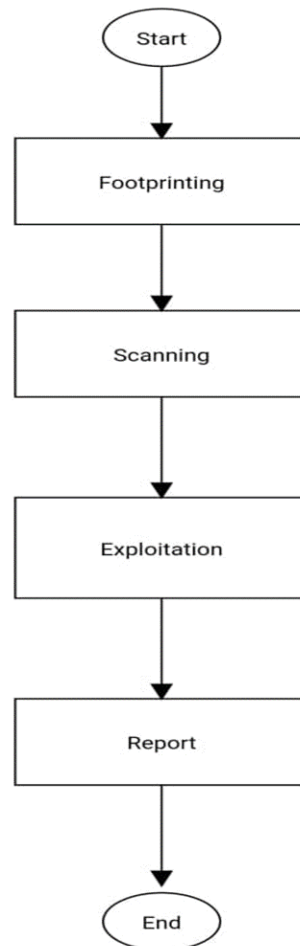 Start
Footprinting
Scanning
Exploitation
Report
End